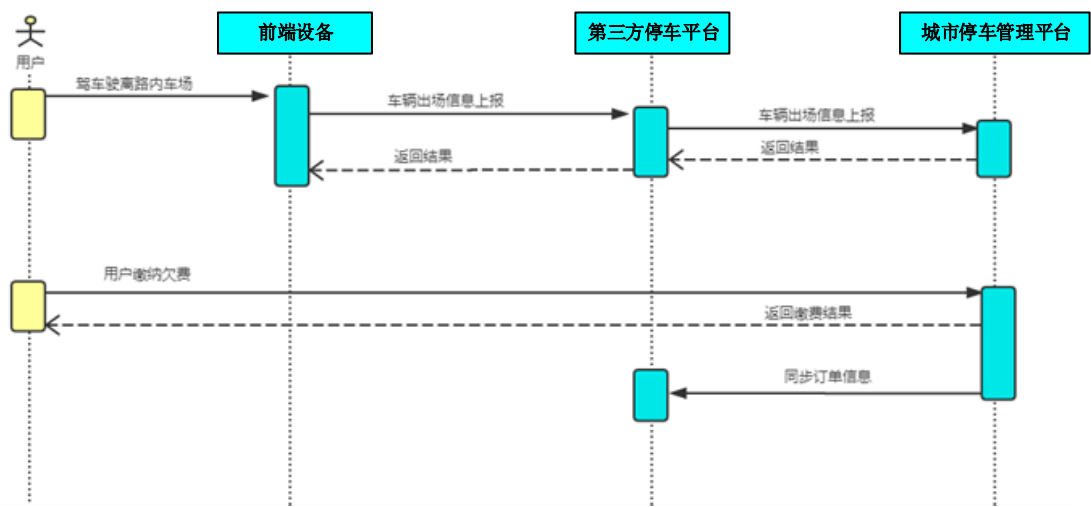 前端设备
第三方停车平台
城市停车管理平台
用户
驾车驶离路内车场
车辆出场信息上报
车辆出场信息上报
返回结果
返回结果
用户缴纳欠费
返回缴费结果
同步订单信息